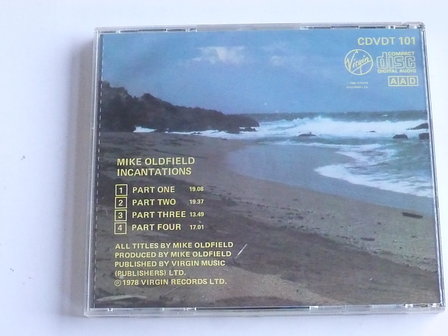 CDVDT 101
Virgin
COMPACT
disc
DIGITAL AUDIO
AAD
MIKE OLDFIELD
INCANTATIONS
1 PART ONE 19.08
2 PART TWO 19.37
3 PART THREE 13.49
4 PART FOUR 17.01
ALL TITLES BY MIKE OLDFIELD
PRODUCED BY MIKE OLDFIELD
PUBLISHED BY VIRGIN MUSIC
(PUBLISHERS) LTD.
℗1978 VIRGIN RECORDS LTD.